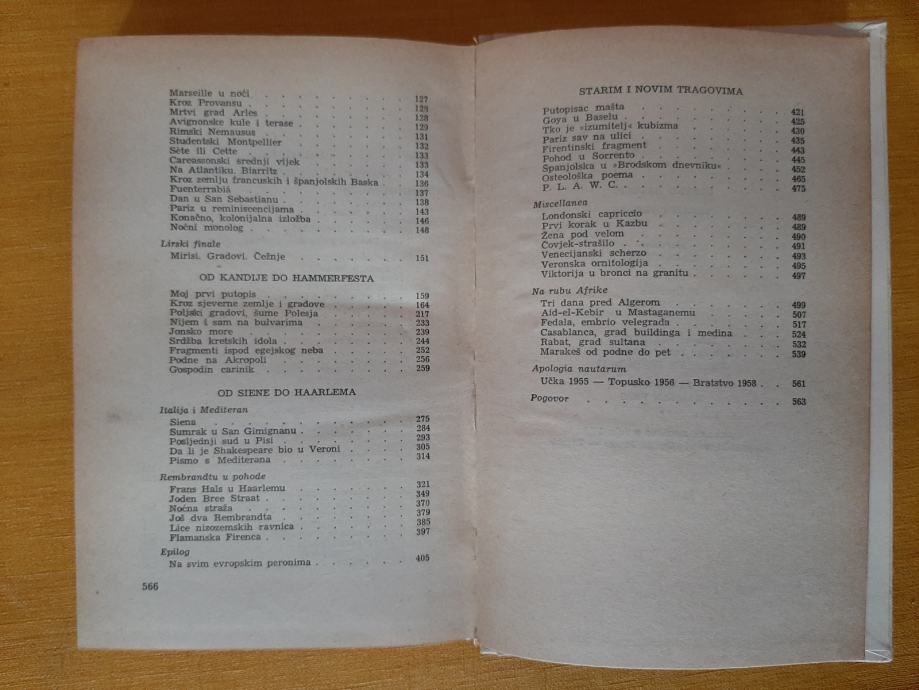 Marseille u noći . . . . . . . . . . . 127
Kroz Provansu . . . . . . . . . . . 128
Mrtvi grad Arles . . . . . . . . . . . 128
Avignonske kule i terase . . . . . . . . 129
Rimski Nemausus . . . . . . . . . . 131
Studentski Montpellier . . . . . . . . 132
Sète ili Cette . . . . . . . . . . . 133
Careassonski srednji vijek . . . . . . . 133
Na Atlantiku. Biarritz . . . . . . . . 134
Kroz zemlju francuskih i španjolskih Baska . . 136
Fuenterrabiá . . . . . . . . . . . 137
Dan u San Sebastianu . . . . . . . . 138
Pariz u reminiscencijama . . . . . . . 143
Konačno, kolonijalna izložba . . . . . . 146
Noćni monolog . . . . . . . . . . . 148
Lirski finale
Mirisi. Gradovi. Čežnje . . . . . . . . 151
OD KANDIJE DO HAMMERFESTA
Moj prvi putopis . . . . . . . . . . 159
Kroz sjeverne zemlje i gradove . . . . . . 164
Poljski gradovi, šume Polesja . . . . . . 217
Nijem i sam na bulvarima . . . . . . . 233
Jonsko more . . . . . . . . . . . 239
Srdžba kretskih idola . . . . . . . . 244
Fragmenti ispod egejskog neba . . . . . . 252
Podne na Akropoli . . . . . . . . . 256
Gospodin carinik . . . . . . . . . . 259
OD SIENE DO HAARLEMA
Italija i Mediteran
Siena . . . . . . . . . . . . . 275
Sumrak u San Gimignanu . . . . . . . 284
Posljednji sud u Pisi . . . . . . . . 293
Da li je Shakespeare bio u Veroni . . . . . 305
Pismo s Mediterana . . . . . . . . . 314
Rembrandtu u pohode
Frans Hals u Haarlemu . . . . . . . . 321
Joden Bree Straat . . . . . . . . . . 349
Noćna straža . . . . . . . . . . . 370
Još dva Rembrandta . . . . . . . . . 379
Lice nizozemskih ravnica . . . . . . . 385
Flamanska Firenca . . . . . . . . . . 397
Epilog
Na svim evropskim peronima . . . . . . 405
566
STARIM I NOVIM TRAGOVIMA
Putopisac mašta . . . . . . . . . . 421
Goya u Baselu . . . . . . . . . . . 425
Tko je »izumitelj« kubizma . . . . . . . 430
Pariz sav na ulici . . . . . . . . . . 435
Firentinski fragment . . . . . . . . . 443
Pohod u Sorrento . . . . . . . . . . 445
Spanjolska u »Brodskom dnevniku« . . . . . 452
Osteološka poema . . . . . . . . . . 465
P. L. A. W. C. . . . . . . . . . . . 475
Miscellanea
Londonski capriccio . . . . . . . . . 489
Prvi korak u Kazbu . . . . . . . . . 489
Žena pod velom . . . . . . . . . . 490
Čovjek-strašilo . . . . . . . . . . . 491
Venecijanski scherzo . . . . . . . . . 493
Veronska ornitologija . . . . . . . . . 495
Viktorija u bronci na granitu . . . . . . . 497
Na rubu Afrike
Tri dana pred Algerom . . . . . . . . 499
Aid-el-Kebir u Mastaganemu . . . . . . . 507
Fedala, embrio velegrada . . . . . . . . 517
Casablanca, grad buildinga i medina . . . . . 524
Rabat, grad sultana . . . . . . . . . 532
Marakeš od podne do pet . . . . . . . . 539
Apologia nautarum
Učka 1955 — Topusko 1956 — Bratstvo 1958 . . 561
Pogovor . . . . . . . . . . . . 563